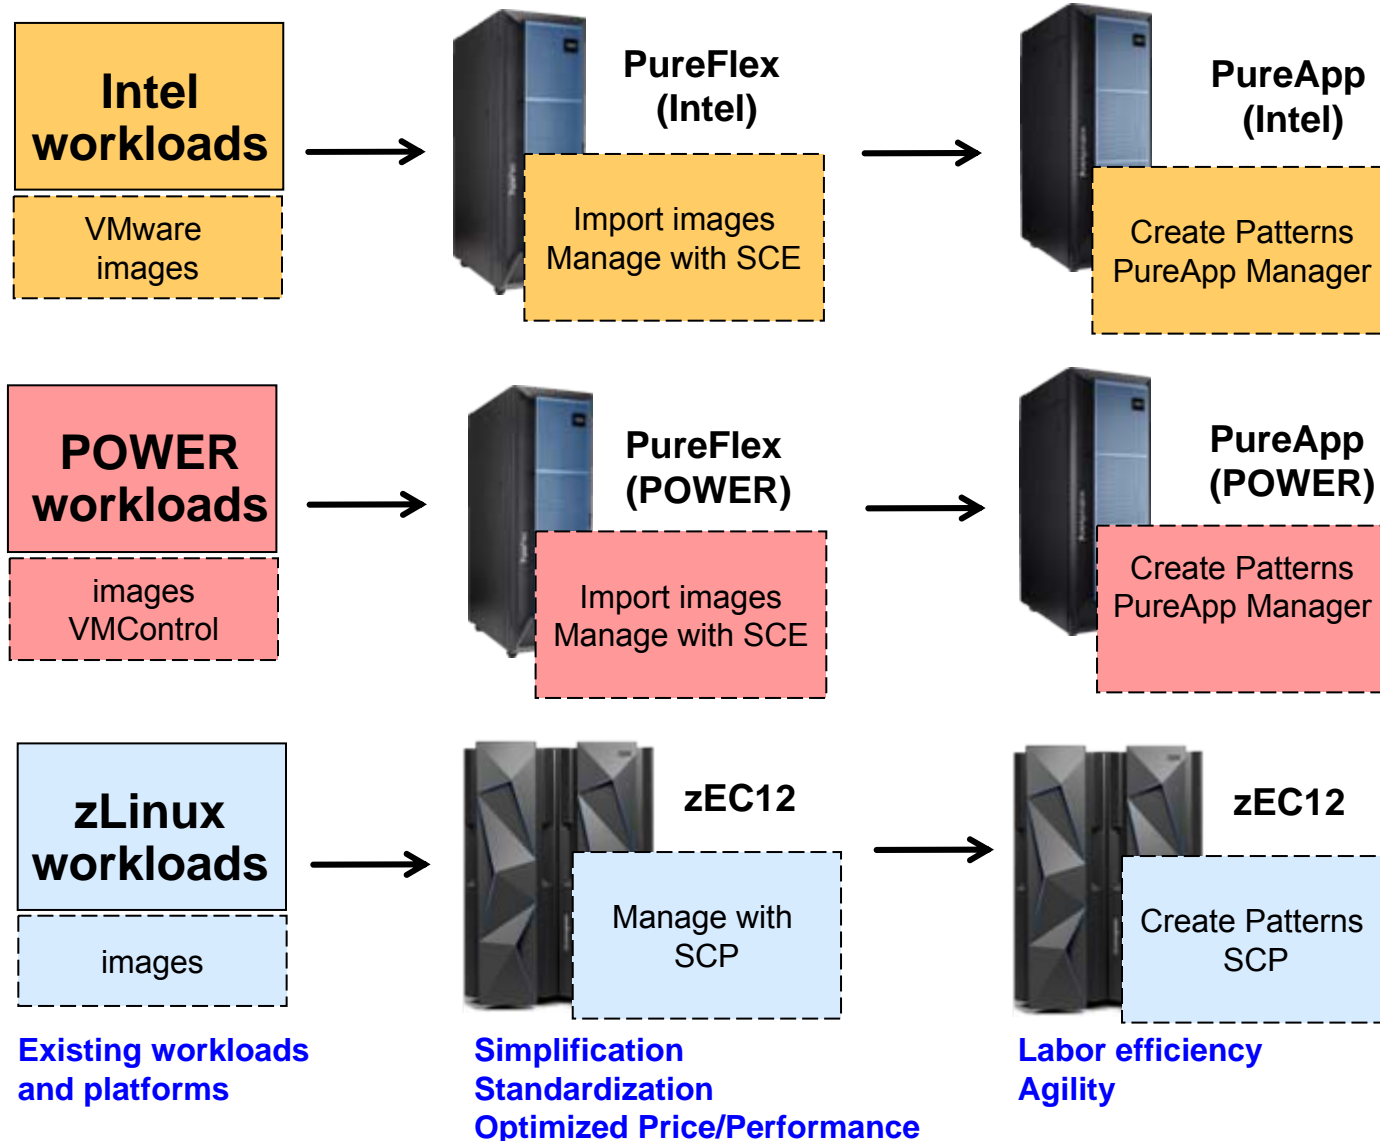 Intel
workloads
VMware
images
PureFlex
(Intel)
Import images
Manage with SCE
PureApp
(Intel)
Create Patterns
PureApp Manager
POWER
workloads
images
VMControl
PureFlex
(POWER)
Import images
Manage with SCE
PureApp
(POWER)
Create Patterns
PureApp Manager
zLinux
workloads
images
zEC12
Manage with
SCP
zEC12
Create Patterns
SCP
Existing workloads
and platforms
Simplification
Standardization
Optimized Price/Performance
Labor efficiency
Agility